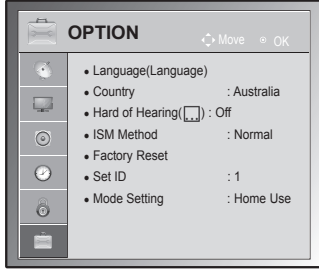 OPTION
Move OK
• Language(Language)
• Country : Australia
• Hard of Hearing( ) : Off
• ISM Method : Normal
• Factory Reset
• Set ID : 1
• Mode Setting : Home Use